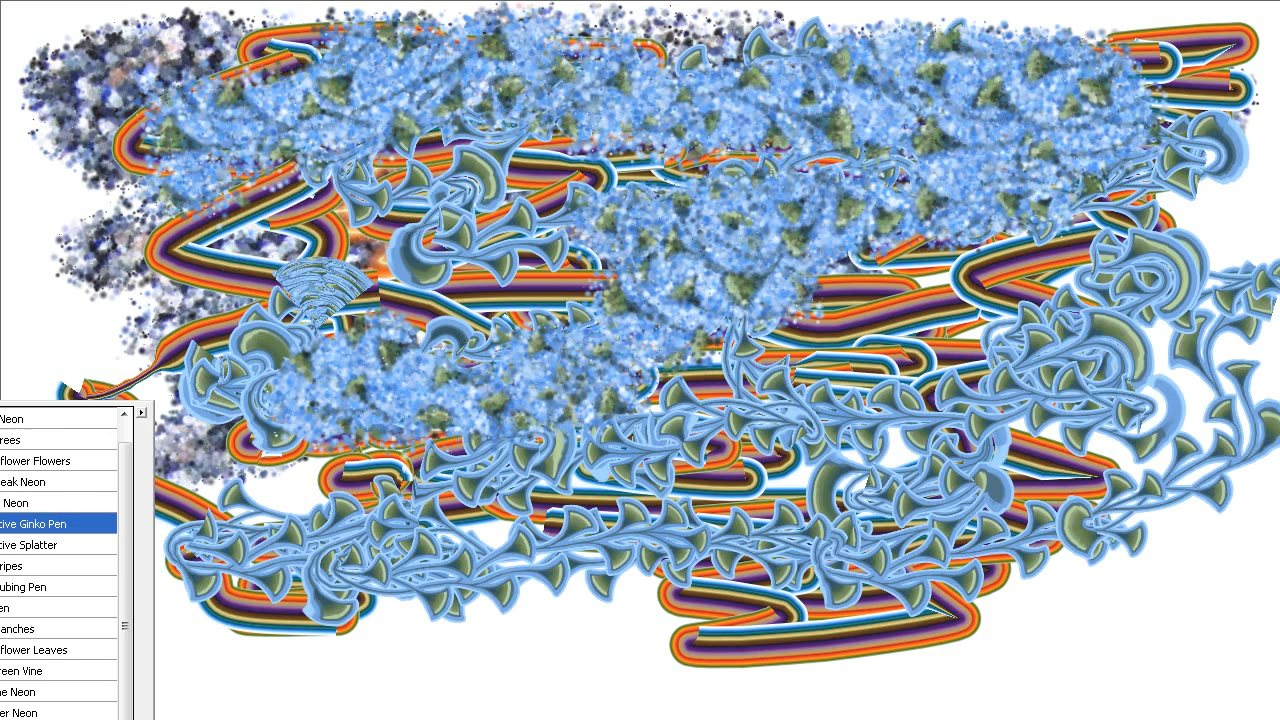 Neon
rees
flower Flowers
eak Neon
Neon
tive Ginko Pen
tive Splatter
ripes
ubing Pen
en
anches
flower Leaves
reen Vine
ne Neon
er Neon